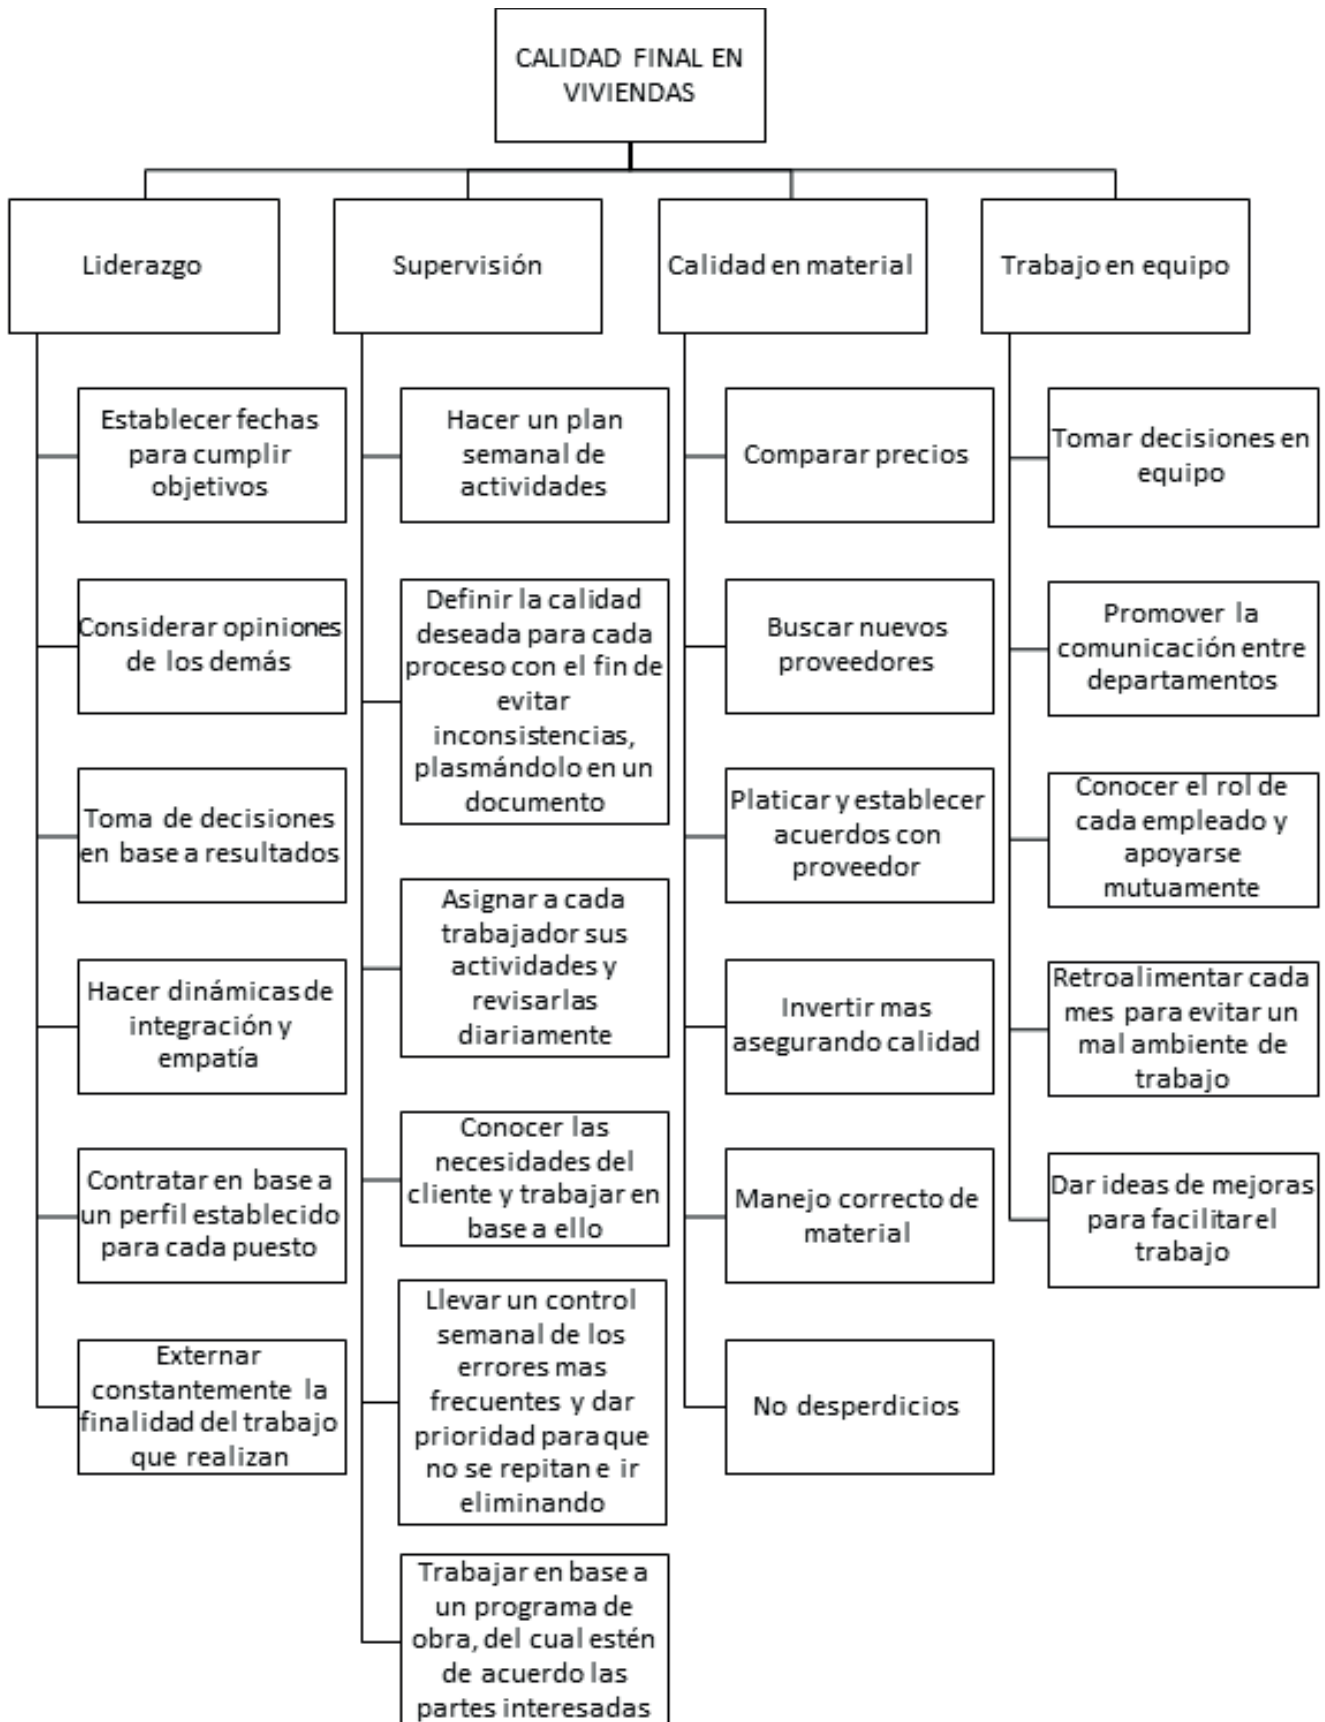 CALIDAD FINAL EN
VIVIENDAS
Liderazgo
Establecer fechas
para cumplir
objetivos
Considerar opiniones
de los demás
Toma de decisiones
en base a resultados
Hacer dinámicas de
integración y
empatía
Contratar en base a
un perfil establecido
para cada puesto
Externar
constantemente la
finalidad del trabajo
que realizan
Supervisión
Hacer un plan
semanal de
actividades
Definir la calidad
deseada para cada
proceso con el fin de
evitar
inconsistencias,
plasmándolo en un
documento
Asignar a cada
trabajador sus
actividades y
revisarlas
diariamente
Conocer las
necesidades del
cliente y trabajar en
base a ello
Llevar un control
semanal de los
errores mas
frecuentes y dar
prioridad para que
no se repitan e ir
eliminando
Trabajar en base a
un programa de
obra, del cual estén
de acuerdo las
partes interesadas
Calidad en material
Comparar precios
Buscar nuevos
proveedores
Platicar y establecer
acuerdos con
proveedor
Invertir mas
asegurando calidad
Manejo correcto de
material
No desperdicios
Trabajo en equipo
Tomar decisiones en
equipo
Promover la
comunicación entre
departamentos
Conocer el rol de
cada empleado y
apoyarse
mutuamente
Retroalimentar cada
mes para evitar un
mal ambiente de
trabajo
Dar ideas de mejoras
para facilitar el
trabajo